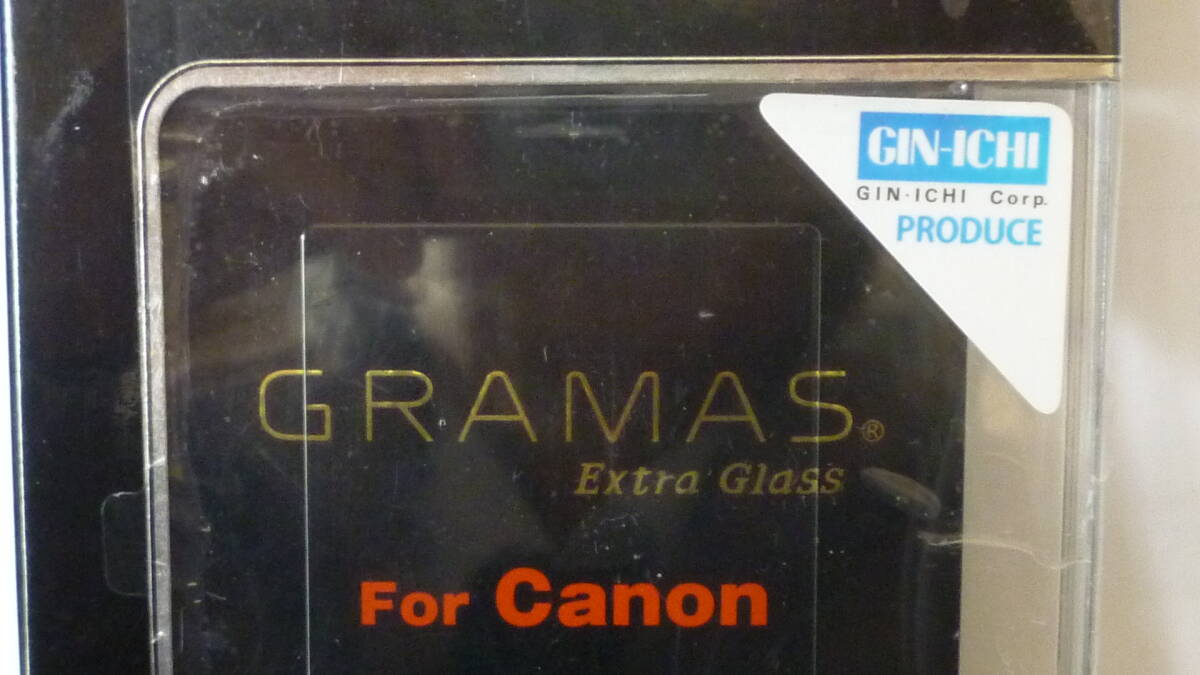 GIN-ICHI
GIN·ICHI Corp.
PRODUCE
GRAMAS®
Extra Glass
For Canon